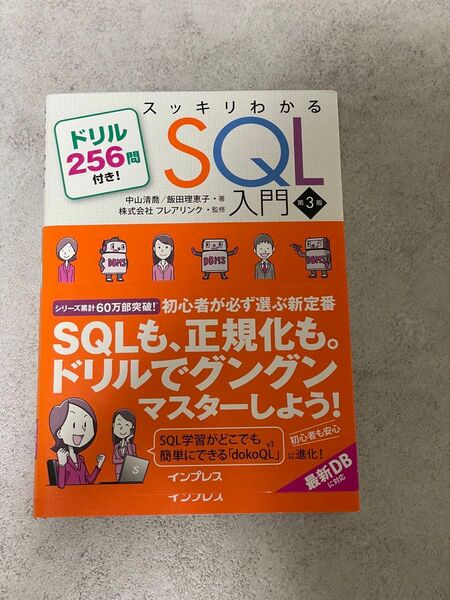 スッキリわかる
ドリル
256問
付き!
SQL
入門 第3版
中山清喬/飯田理恵子・著
株式会社 フレアリンク・監修
DBMS
DBMS
DBMS
シリーズ累計60万部突破! 初心者が必ず選ぶ新定番
SQLも、正規化も。
ドリルでグングン
マスターしよう!
SQL学習がどこでも
簡単にできる「dokoQL」v3
に進化!
初心者も安心
S
最新DB
に対応
インプレス
インプレス